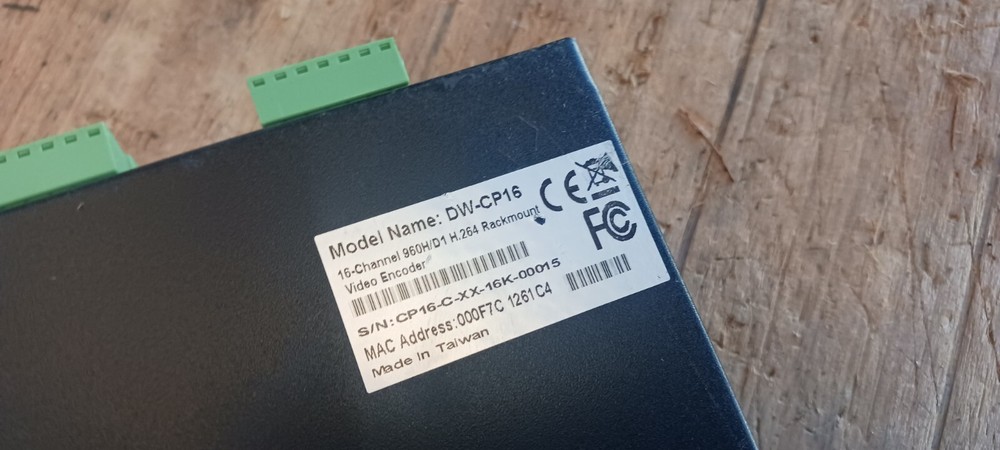 Model Name: DW-CP16
16-Channel 960H/D1 H.264 Rackmount
Video Encoder
S/N: CP16-C-XX-16K-00015
MAC Address:000F7C 1261C4
Made In Taiwan
CE
FC